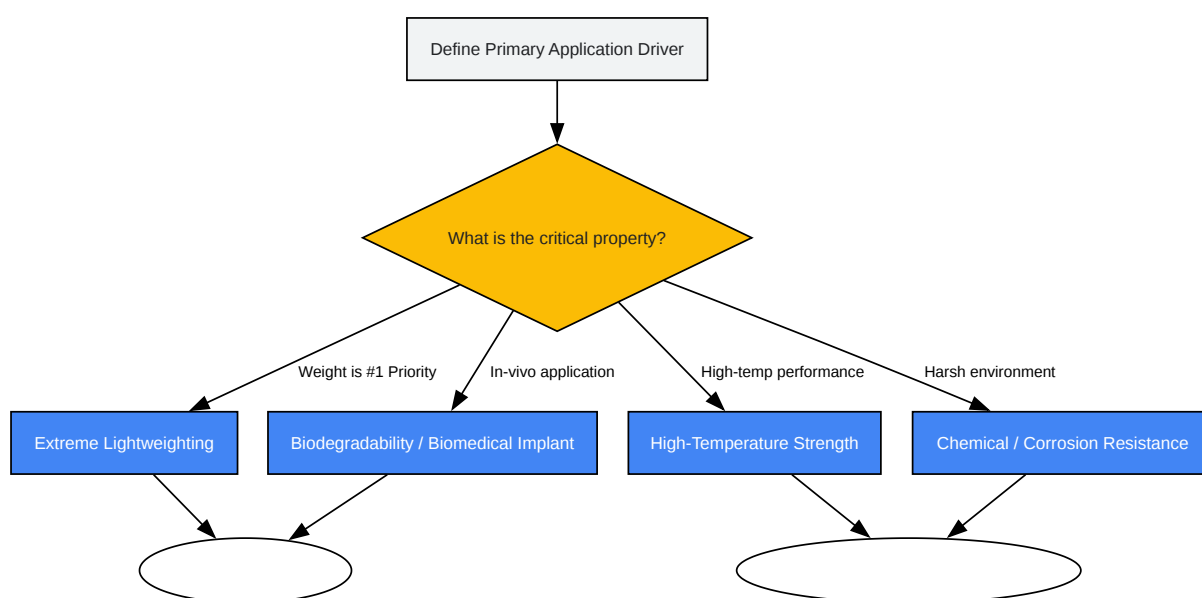 Define Primary Application Driver
What is the critical property?
Weight is #1 Priority
In-vivo application
High-temp performance
Harsh environment
Extreme Lightweighting
Biodegradability / Biomedical Implant
High-Temperature Strength
Chemical / Corrosion Resistance